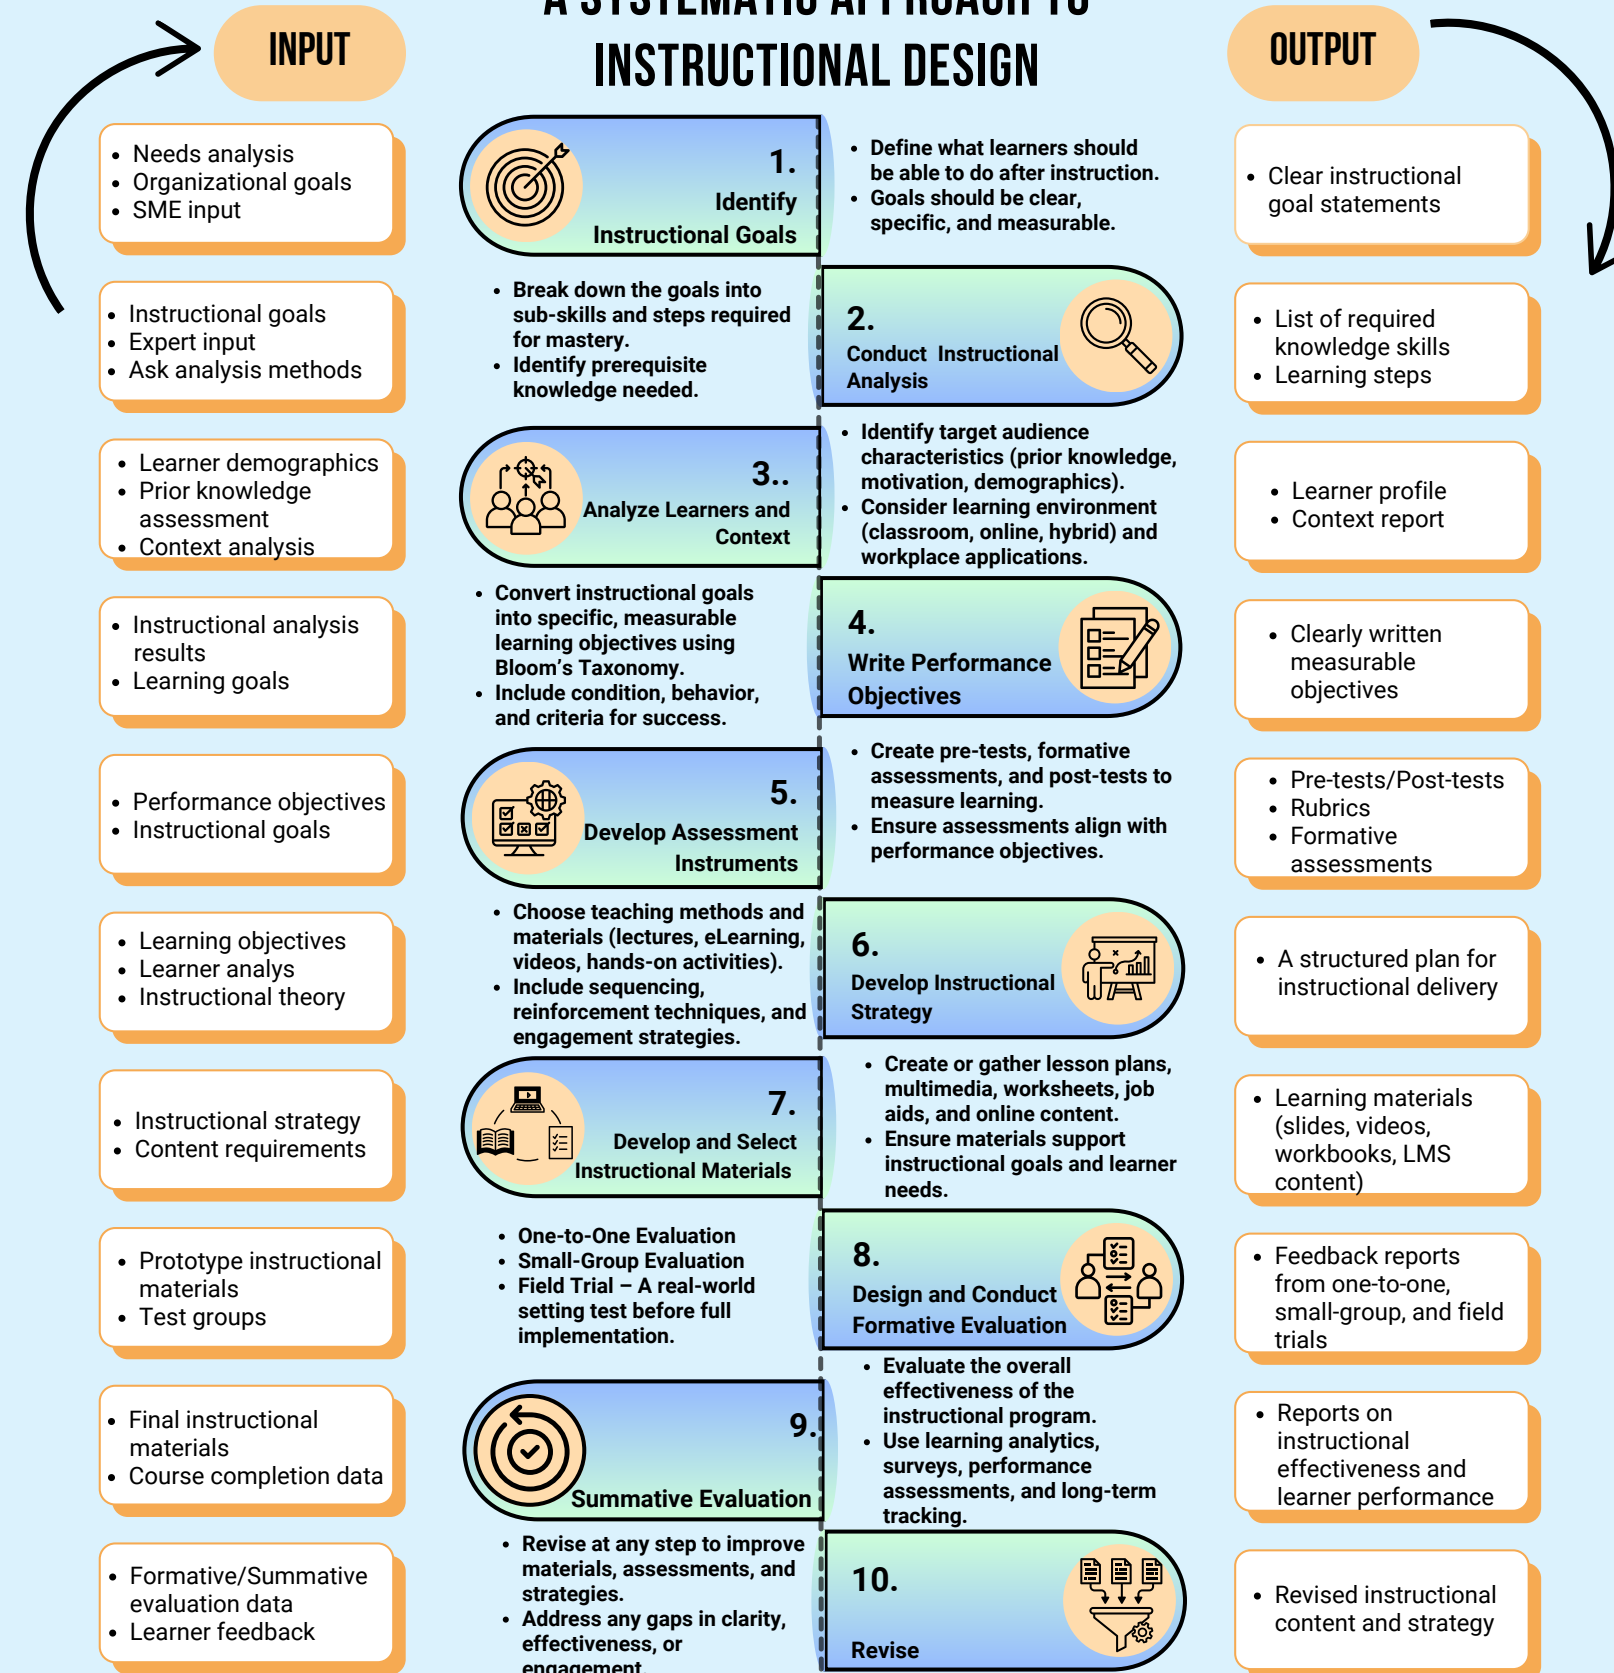 A SYSTEMATIC APPROACH TO
INSTRUCTIONAL DESIGN
INPUT
OUTPUT
• Needs analysis
• Organizational goals
• SME input
1.
Identify
Instructional Goals
• Define what learners should
be able to do after instruction.
• Goals should be clear,
specific, and measurable.
• Clear instructional
goal statements
• Instructional goals
• Expert input
• Ask analysis methods
• Break down the goals into
sub-skills and steps required
for mastery.
• Identify prerequisite
knowledge needed.
2.
Conduct Instructional
Analysis
• List of required
knowledge skills
• Learning steps
• Learner demographics
• Prior knowledge
assessment
• Context analysis
3..
Analyze Learners and
Context
• Identify target audience
characteristics (prior knowledge,
motivation, demographics).
• Consider learning environment
(classroom, online, hybrid) and
workplace applications.
• Learner profile
• Context report
• Instructional analysis
results
• Learning goals
• Convert instructional goals
into specific, measurable
learning objectives using
Bloom's Taxonomy.
• Include condition, behavior,
and criteria for success.
4.
Write Performance
Objectives
• Clearly written
measurable
objectives
• Performance objectives
• Instructional goals
5.
Develop Assessment
Instruments
• Create pre-tests, formative
assessments, and post-tests to
measure learning.
• Ensure assessments align with
performance objectives.
• Pre-tests/Post-tests
• Rubrics
• Formative
assessments
• Learning objectives
• Learner analys
• Instructional theory
• Choose teaching methods and
materials (lectures, eLearning,
videos, hands-on activities).
• Include sequencing,
reinforcement techniques, and
engagement strategies.
6.
Develop Instructional
Strategy
• A structured plan for
instructional delivery
• Instructional strategy
• Content requirements
7.
Develop and Select
Instructional Materials
• Create or gather lesson plans,
multimedia, worksheets, job
aids, and online content.
• Ensure materials support
instructional goals and learner
needs.
• Learning materials
(slides, videos,
workbooks, LMS
content)
• Prototype instructional
materials
• Test groups
• One-to-One Evaluation
• Small-Group Evaluation
• Field Trial – A real-world
setting test before full
implementation.
8.
Design and Conduct
Formative Evaluation
• Feedback reports
from one-to-one,
small-group, and field
trials
• Final instructional
materials
• Course completion data
9.
Summative Evaluation
• Evaluate the overall
effectiveness of the
instructional program.
• Use learning analytics,
surveys, performance
assessments, and long-term
tracking.
• Reports on
instructional
effectiveness and
learner performance
• Formative/Summative
evaluation data
• Learner feedback
• Revise at any step to improve
materials, assessments, and
strategies.
• Address any gaps in clarity,
effectiveness, or
engagement.
10.
Revise
• Revised instructional
content and strategy